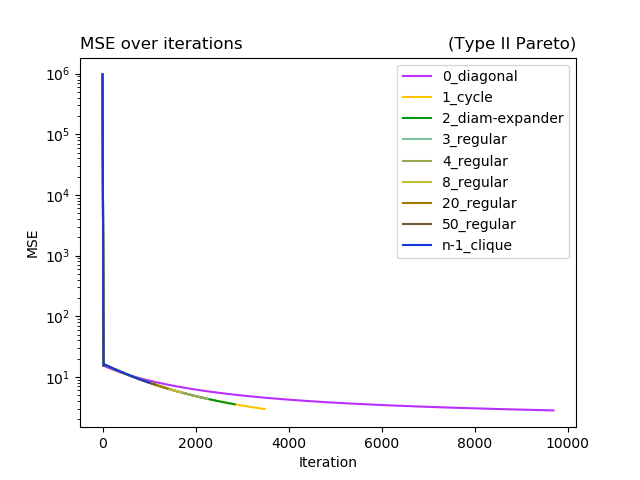 MSE over iterations (Type II Pareto)
0_diagonal
1_cycle
2_diam-expander
3_regular
4_regular
8_regular
20_regular
50_regular
n-1_clique
MSE
10^6
10^5
10^4
10^3
10^2
10^1
0 2000 4000 6000 8000 10000
Iteration